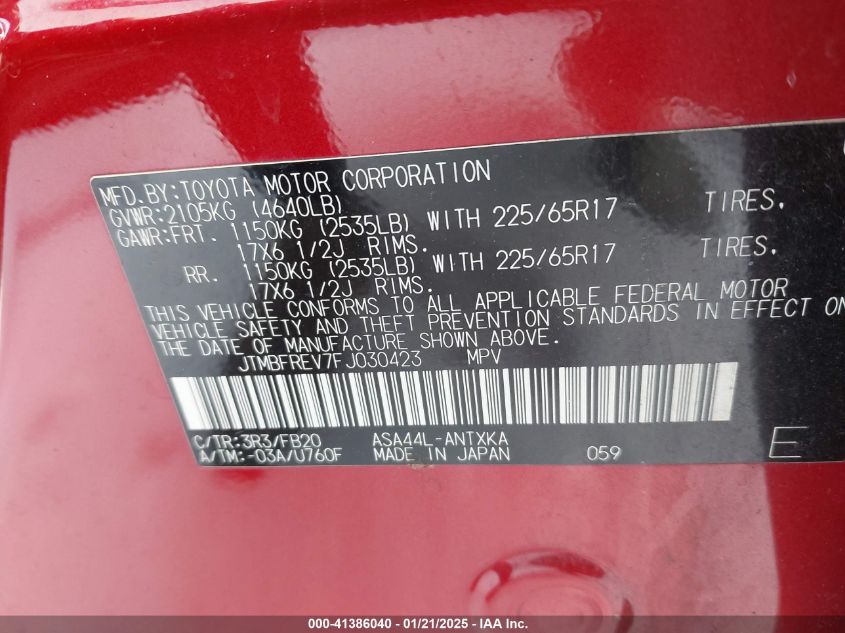 MFD.BY:TOYOTA MOTOR CORPORATION
GVWR:2105KG (4640LB)
GAWR:FRT. 1150KG (2535LB) WITH 225/65R17 TIRES.
17X6 1/2J RIMS.
RR. 1150KG (2535LB) WITH 225/65R17 TIRES.
17X6 1/2J RIMS.
THIS VEHICLE CONFORMS TO ALL APPLICABLE FEDERAL MOTOR
VEHICLE SAFETY AND THEFT PREVENTION STANDARDS IN EFFECT ON
THE DATE OF MANUFACTURE SHOWN ABOVE.
JTMBFREV7FJ030423 MPV
C/TR:3R3/FB20 ASA44L-ANTXKA
A/TM:-03A/U760F MADE IN JAPAN 059 E
000-41386040 / 01/21/2025 - IAA Inc.